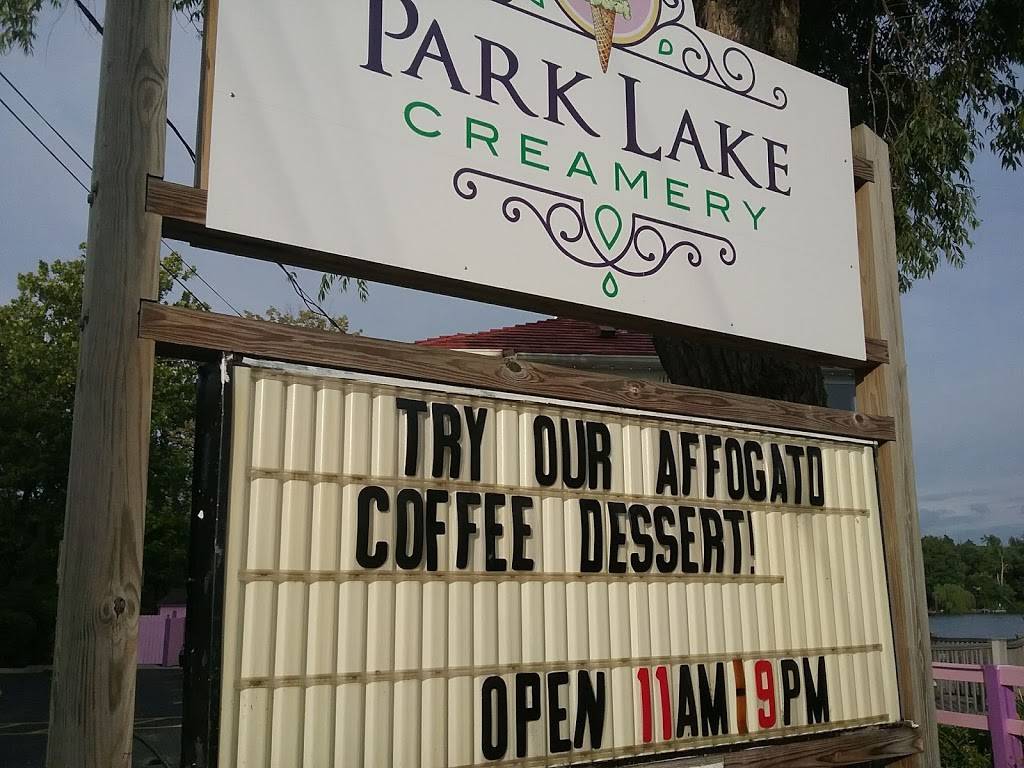 PARK LAKE
CREAMERY
TRY OUR AFFOGATO
COFFEE DESSERT!
OPEN 11AM-9PM